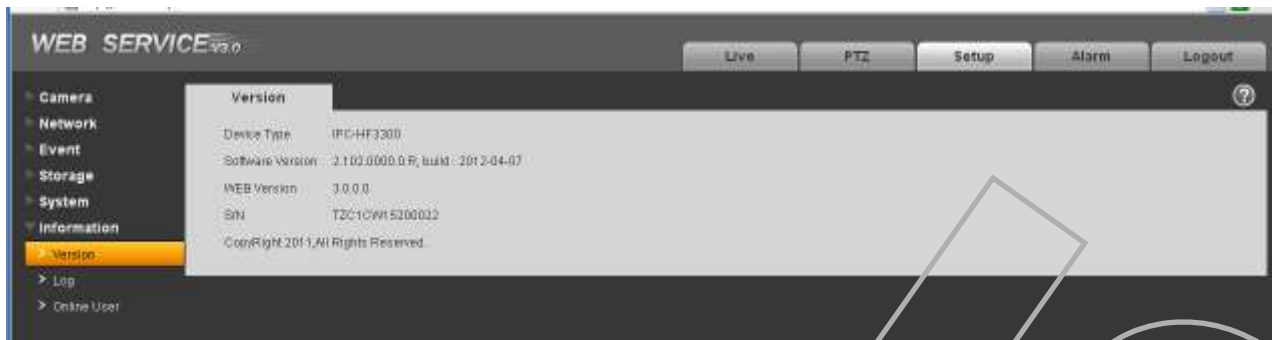 WEB SERVICE V3.0
Live
PTZ
Setup
Alarm
Logout
Camera
Network
Event
Storage
System
Information
Version
Log
Online User
Version
Device Type IPC-HF3300
Software Version 2.102.0000.0.R, build : 2012-04-07
WEB Version 3.0.0.0
S/N TZC1CW15200022
CopyRight 2011,All Rights Reserved.